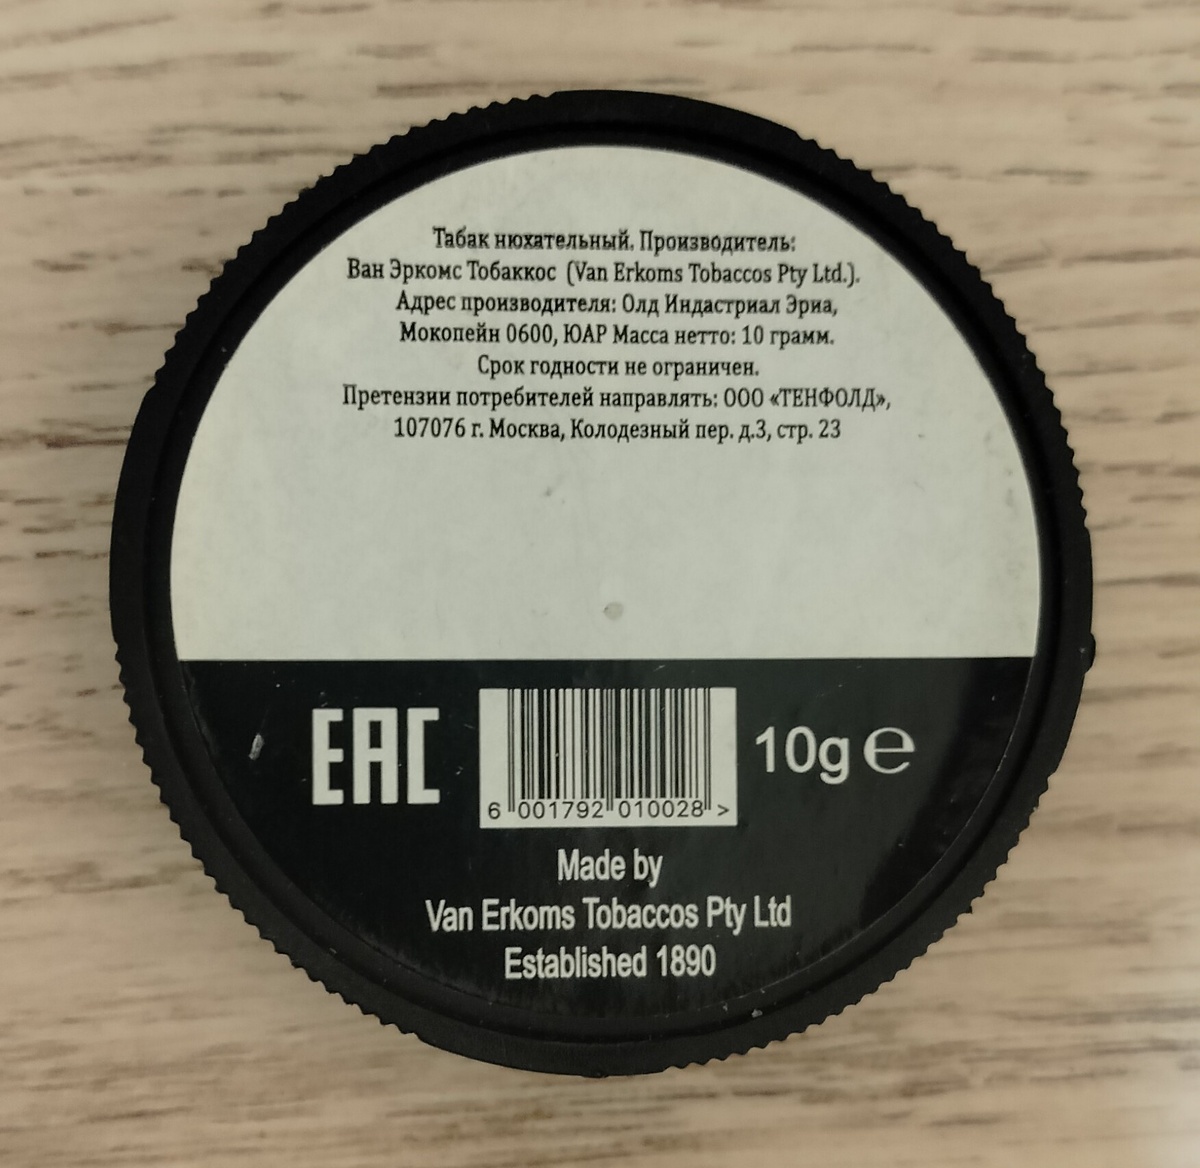 Табак нюхательный. Производитель:
Ван Эркомс Тобаккос (Van Erkoms Tobaccos Pty Ltd.).
Адрес производителя: Олд Индастриал Эриа,
Мокопейн 0600, ЮАР Масса нетто: 10 грамм.
Срок годности не ограничен.
Претензии потребителей направлять: ООО «ТЕНФОЛД»,
107076 г. Москва, Колодезный пер. д.3, стр. 23
EAC
6 001792 010028 >
10g ℮
Made by
Van Erkoms Tobaccos Pty Ltd
Established 1890